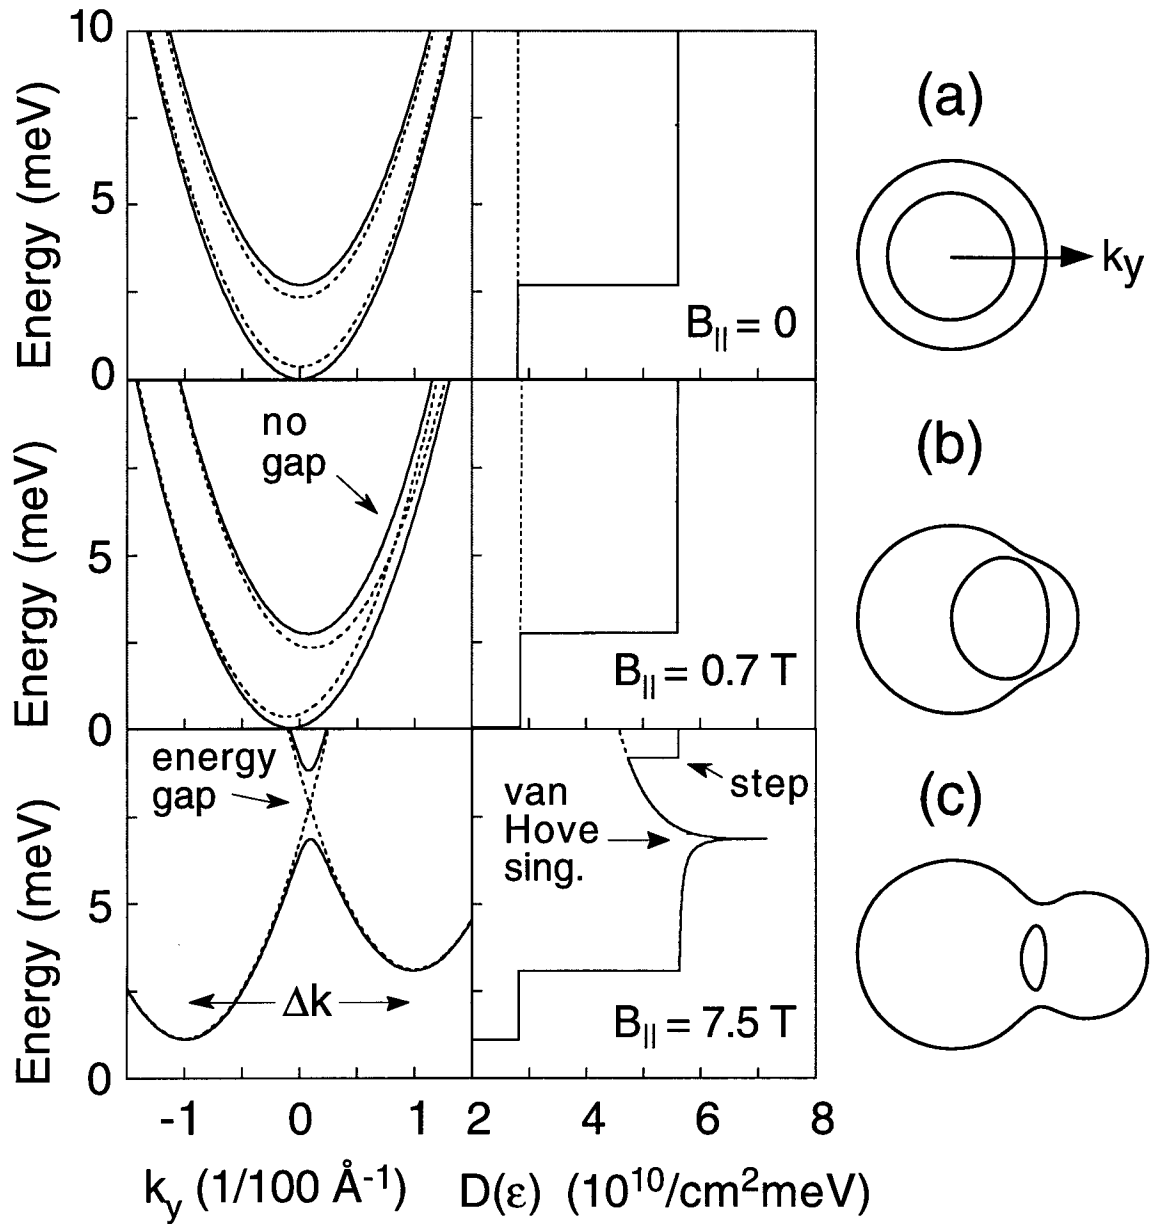 10
5
0
Energy (meV)
B|| = 0
(a)
ky
no
gap
5
0
Energy (meV)
B|| = 0.7 T
(b)
energy
gap
van
Hove
sing.
step
5
0
Energy (meV)
Δk
B|| = 7.5 T
(c)
-1 0 1 2 4 6 8
ky (1/100 Å-1) D(ε) (10^10/cm2meV)